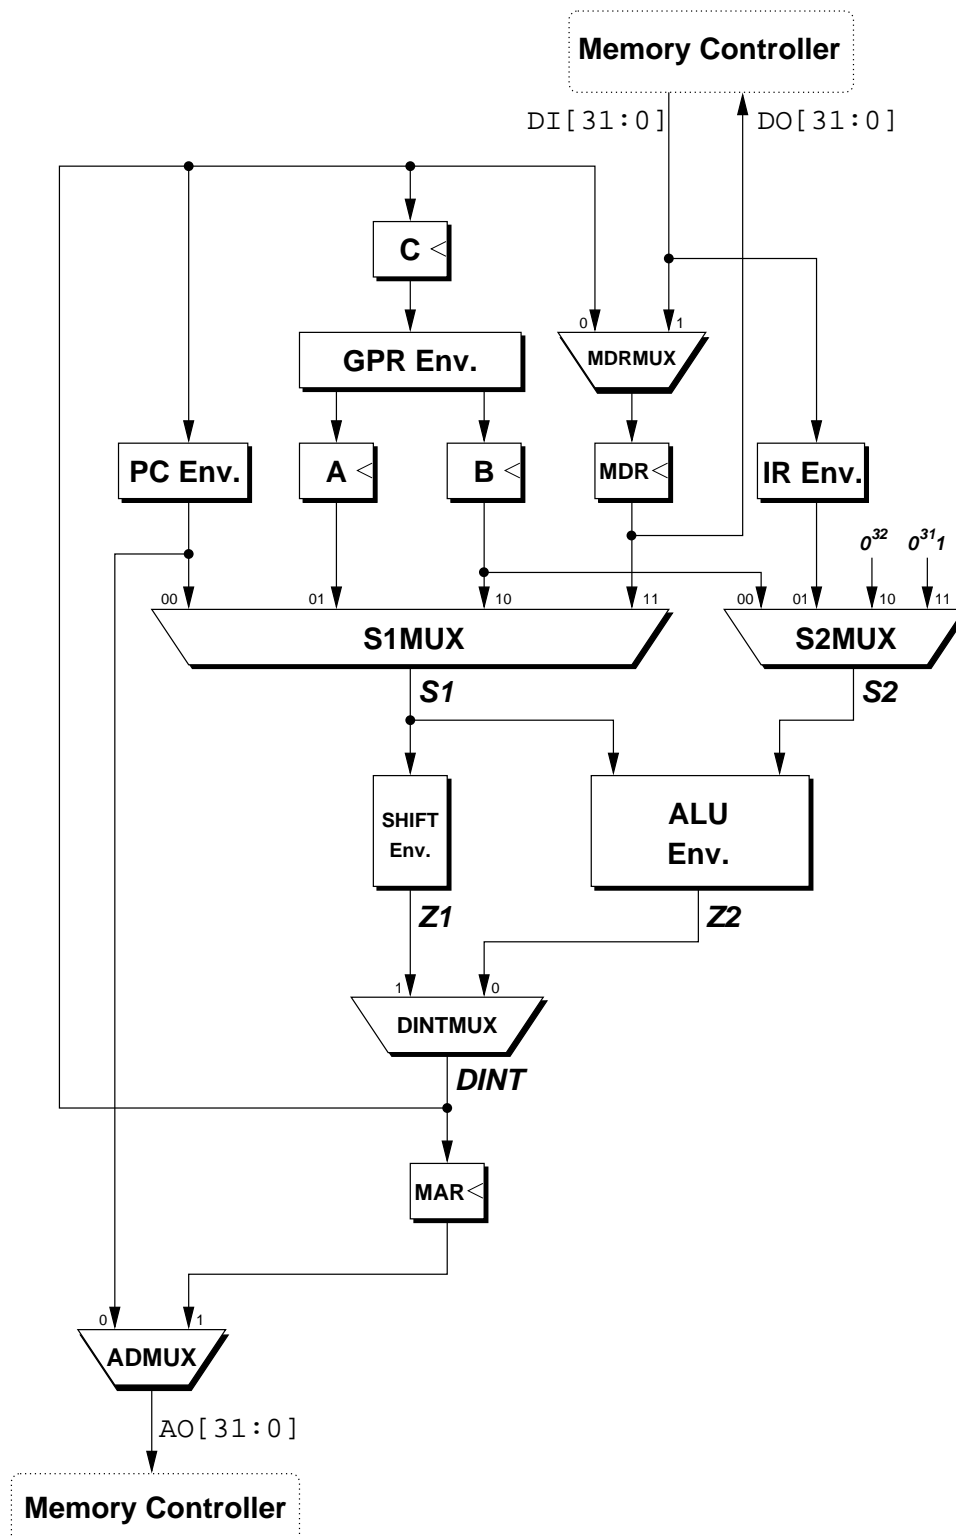 Memory Controller
DI[31:0]
DO[31:0]
C
0
1
MDRMUX
GPR Env.
PC Env.
A
B
MDR
IR Env.
0³²
0³¹1
00
01
10
11
00
01
10
11
S1MUX
S2MUX
S1
S2
SHIFT
Env.
ALU
Env.
Z1
Z2
1
0
DINTMUX
DINT
MAR
0
1
ADMUX
AO[31:0]
Memory Controller